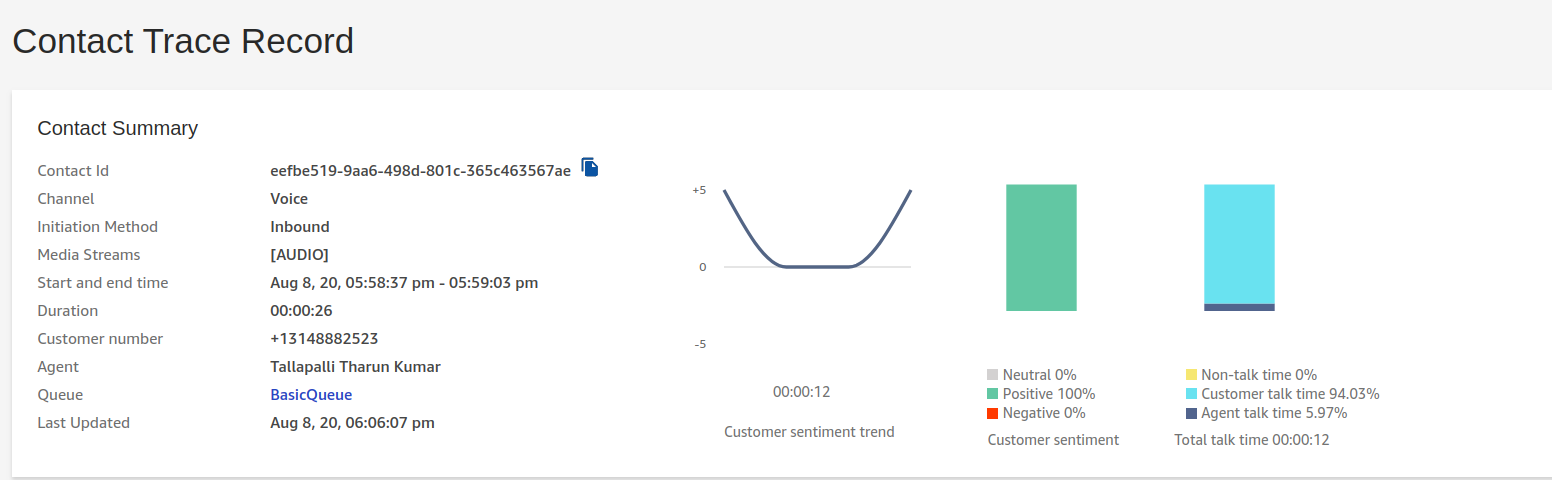 Contact Trace Record
Contact Summary
Contact Id eefbe519-9aa6-498d-801c-365c463567ae
Channel Voice
Initiation Method Inbound
Media Streams [AUDIO]
Start and end time Aug 8, 20, 05:58:37 pm - 05:59:03 pm
Duration 00:00:26
Customer number +13148882523
Agent Tallapalli Tharun Kumar
Queue BasicQueue
Last Updated Aug 8, 20, 06:06:07 pm
+5
0
-5
00:00:12
Customer sentiment trend
Neutral 0%
Positive 100%
Negative 0%
Customer sentiment
Non-talk time 0%
Customer talk time 94.03%
Agent talk time 5.97%
Total talk time 00:00:12